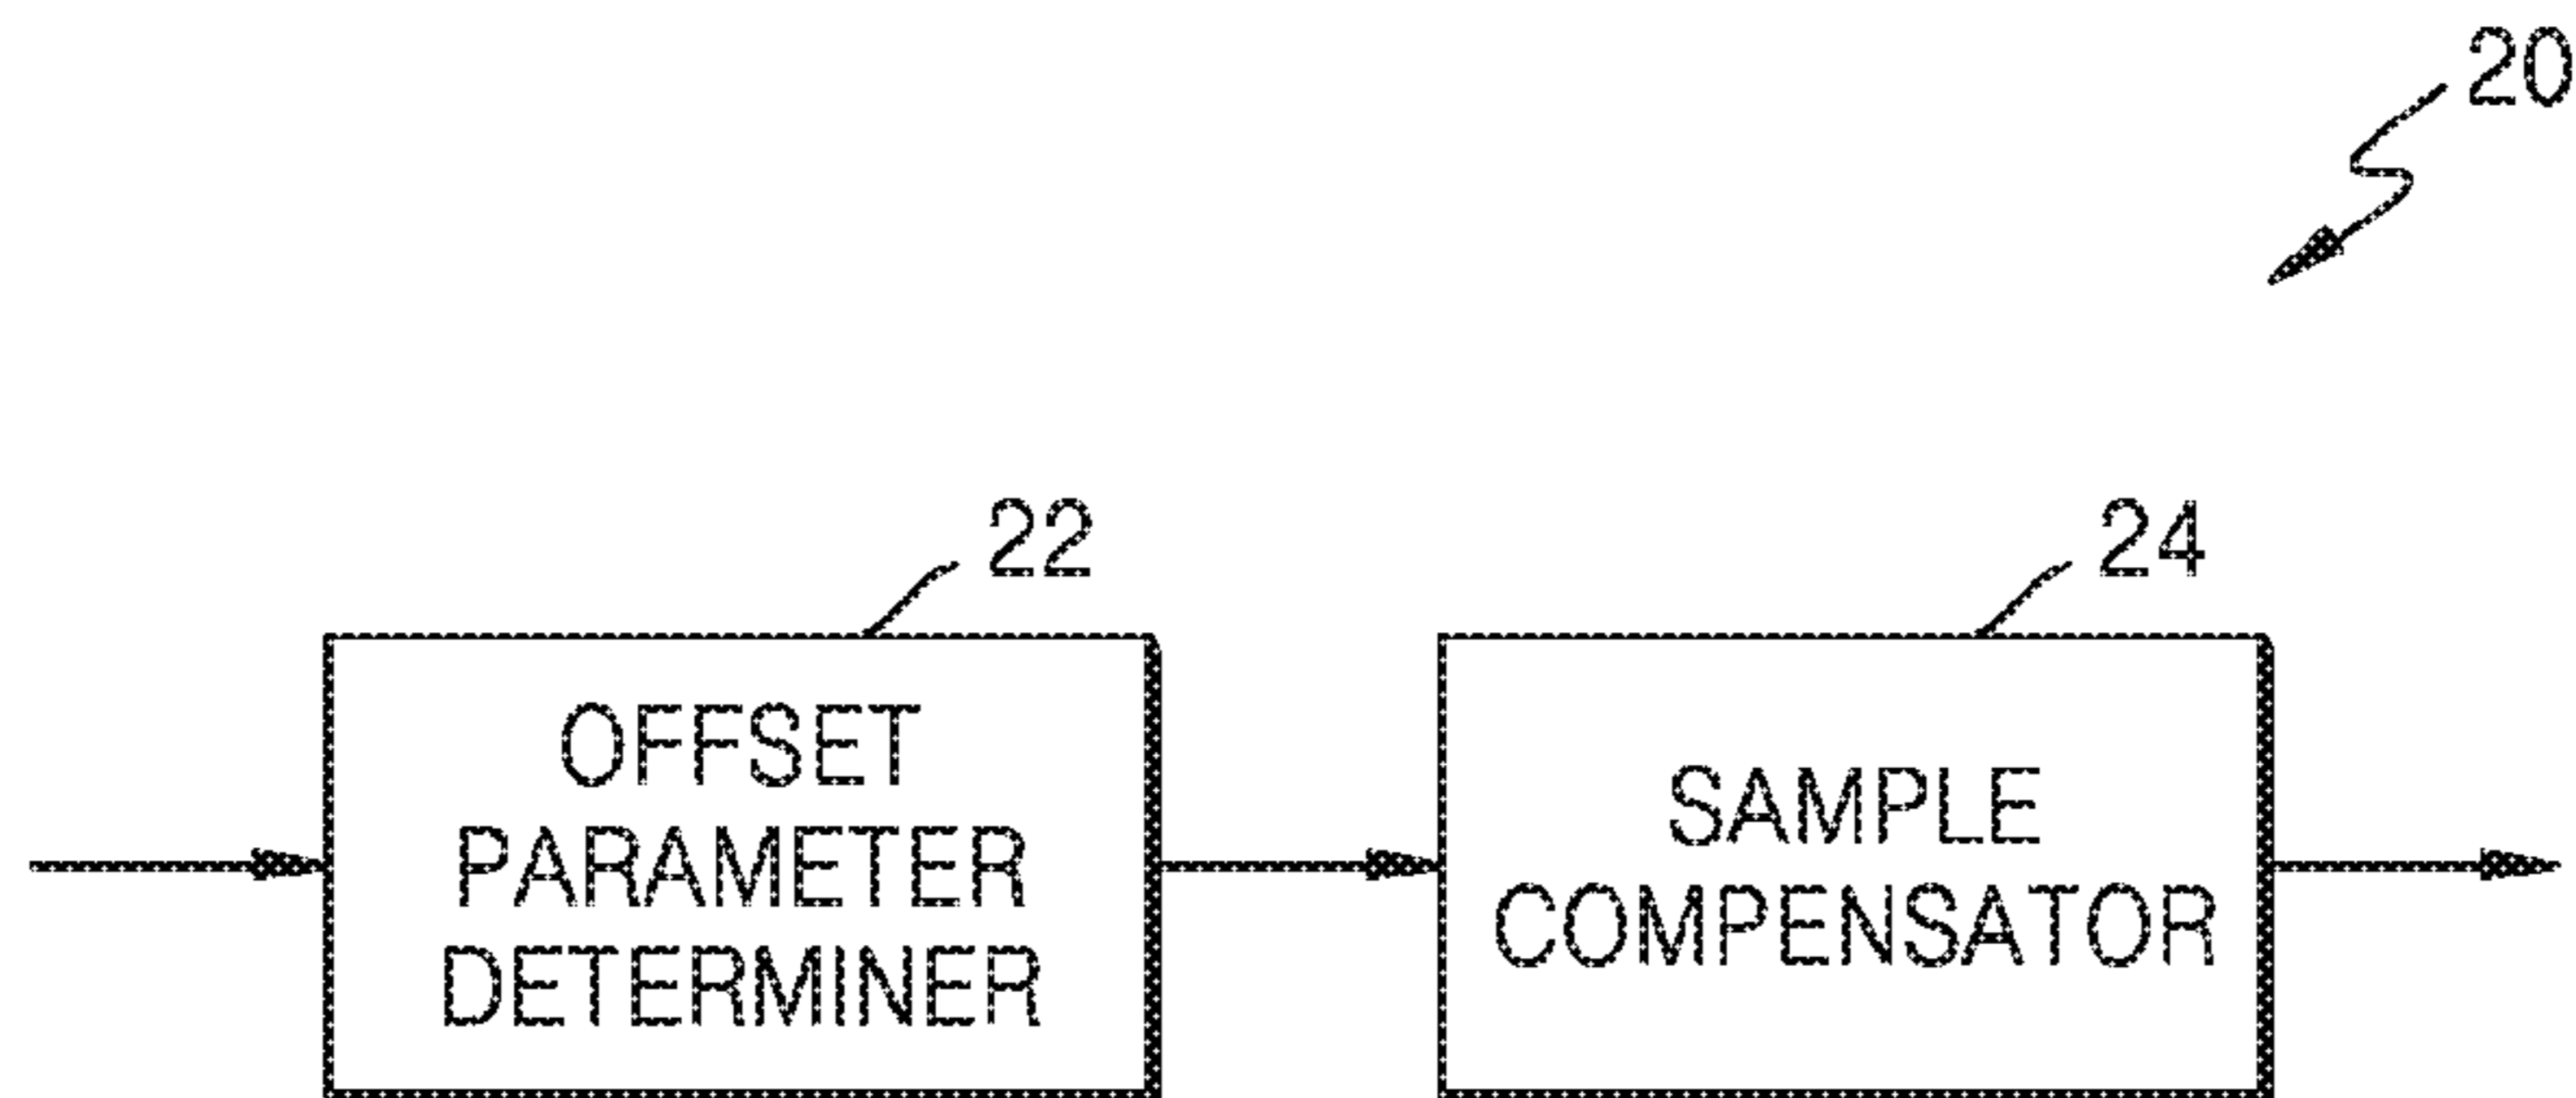 20
22
24
OFFSET
PARAMETER
DETERMINER
SAMPLE
COMPENSATOR